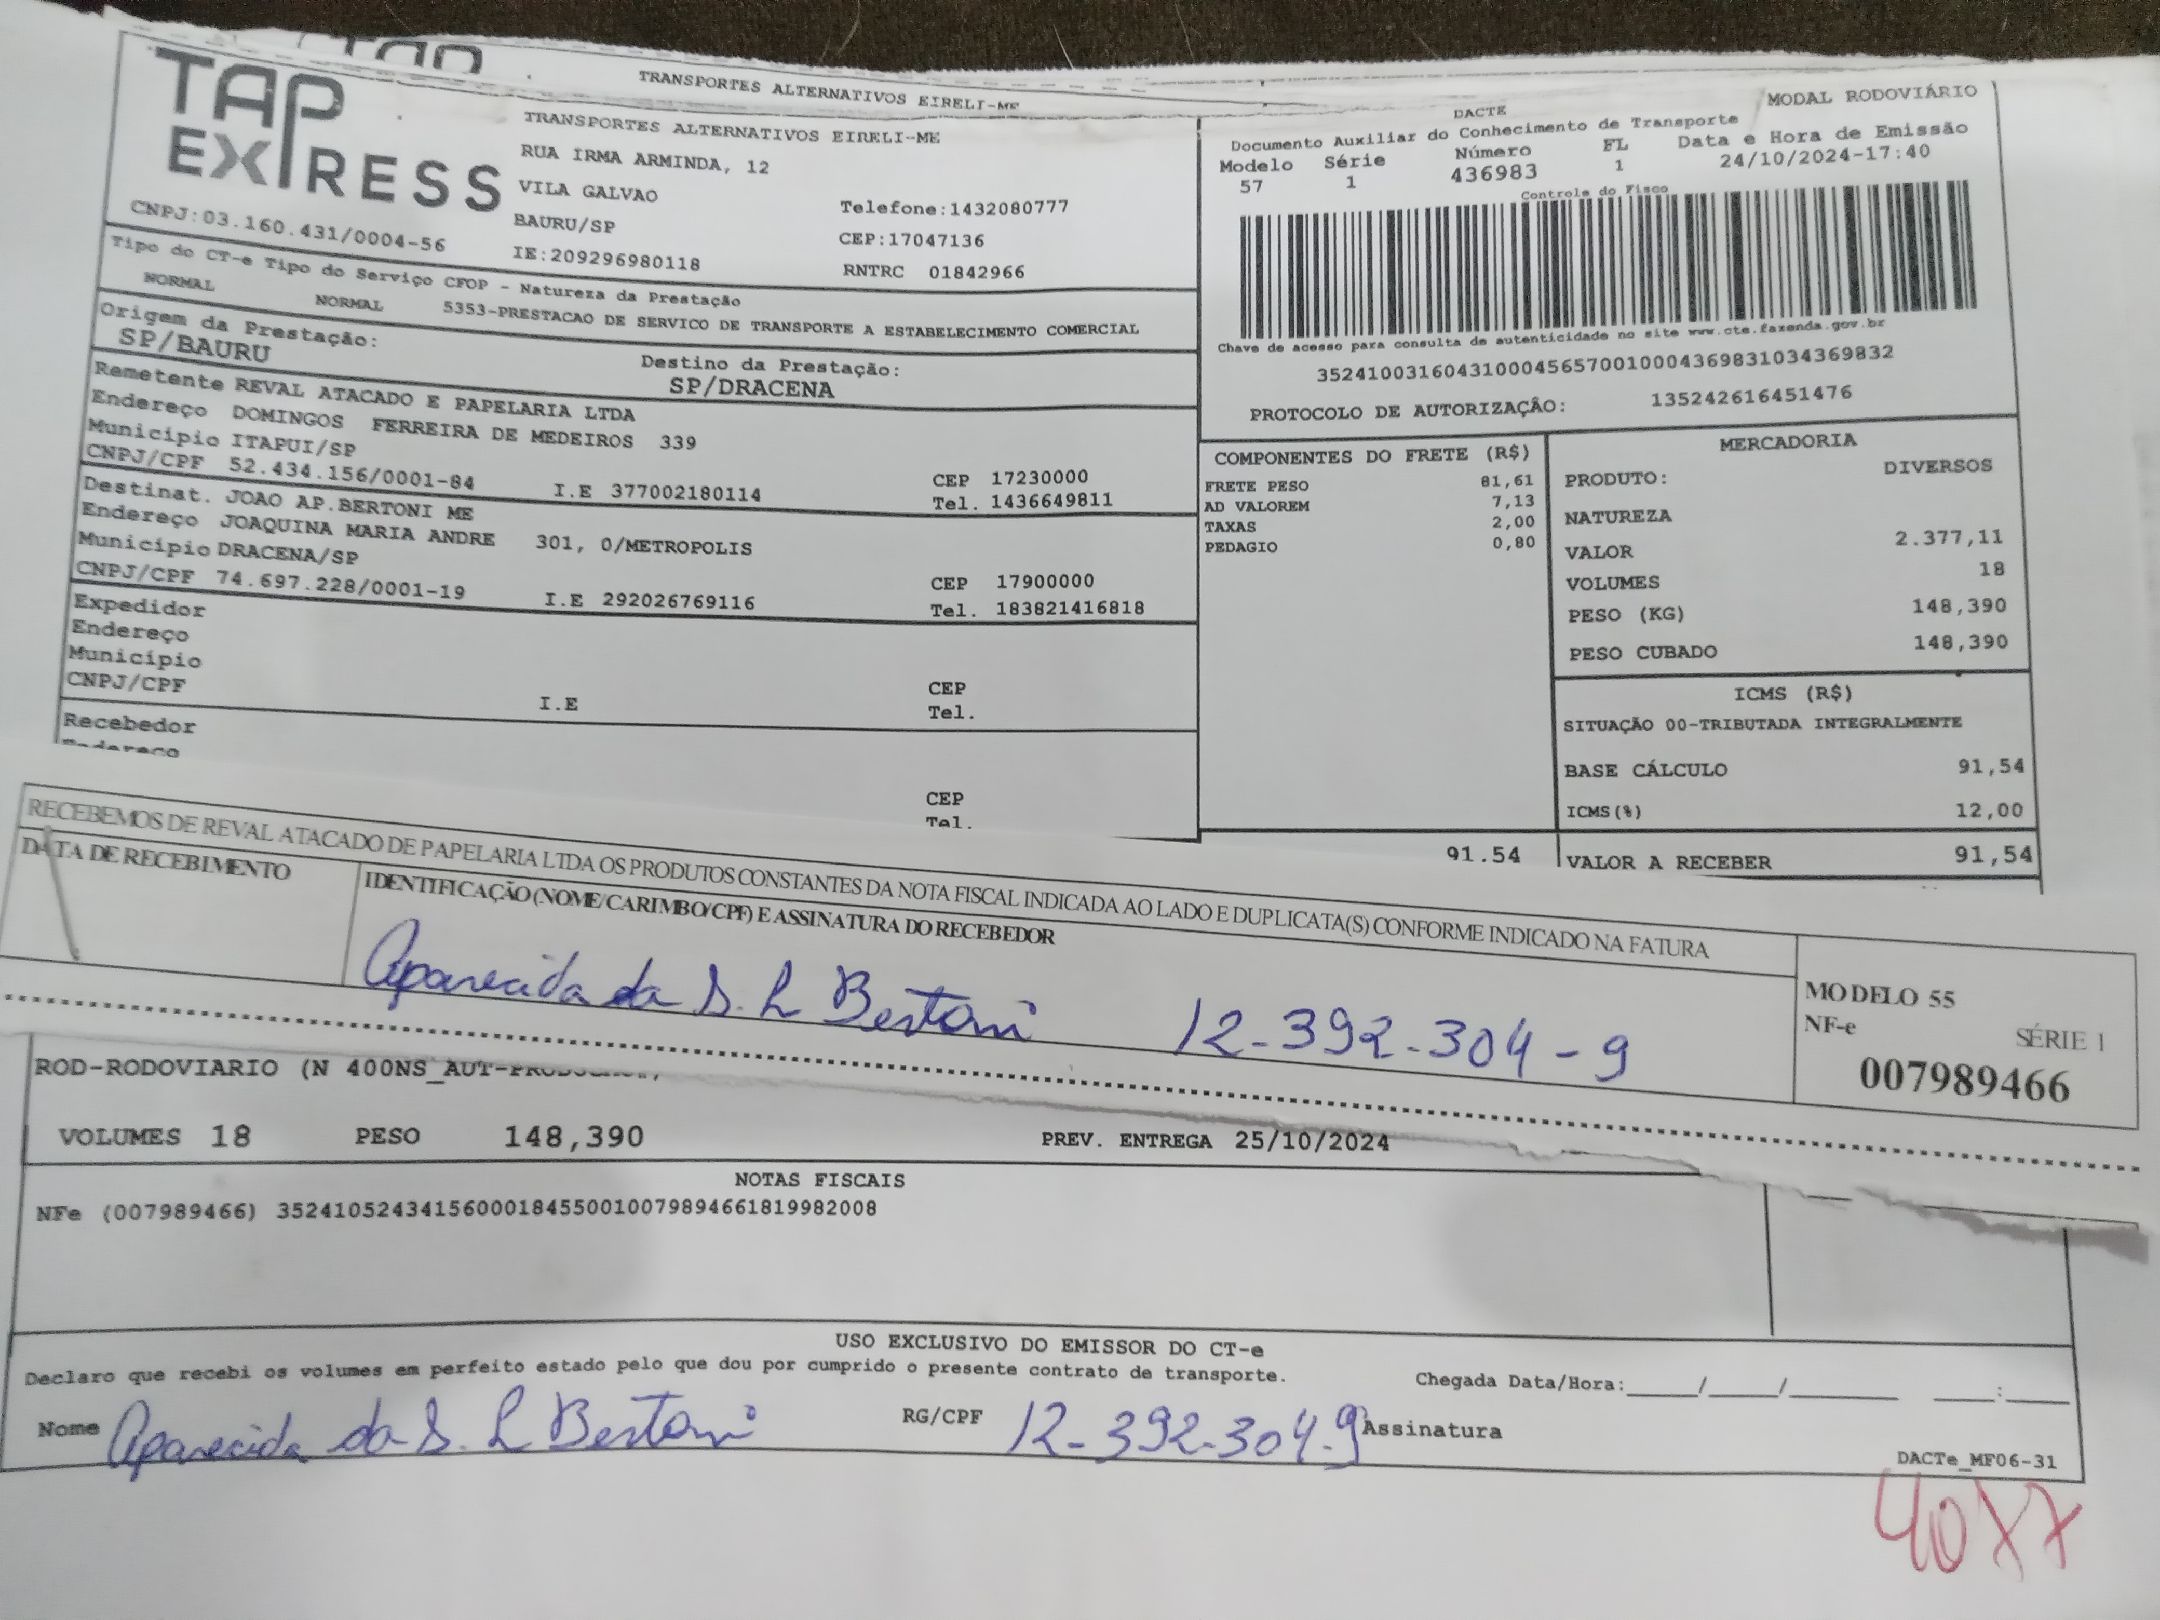 TAP
TRANSPORTES ALTERNATIVOS EIRELI-ME
TAP
EXPRESS
CNPJ:03.160.431/0004-56
TRANSPORTES ALTERNATIVOS EIRELI-ME
RUA IRMA ARMINDA, 12
VILA GALVAO
BAURU/SP
IE:209296980118
Telefone:1432080777
CEP:17047136
RNTRC 01842966
DACTE
MODAL RODOVIÁRIO
Documento Auxiliar do Conhecimento de Transporte
Modelo Série Número FL Data e Hora de Emissão
57 1 436983 1 24/10/2024-17:40
Controle do Fisco
Chave de acesso para consulta de autenticidade no site www.cte.fazenda.gov.br
35241003160431000456570010004369831034369832
PROTOCOLO DE AUTORIZAÇÃO: 135242616451476
Tipo do CT-e Tipo do Serviço CFOP - Natureza da Prestação
NORMAL NORMAL 5353-PRESTACAO DE SERVICO DE TRANSPORTE A ESTABELECIMENTO COMERCIAL
Origem da Prestação: Destino da Prestação:
SP/BAURU SP/DRACENA
Remetente REVAL ATACADO E PAPELARIA LTDA
Endereço DOMINGOS FERREIRA DE MEDEIROS 339
Município ITAPUI/SP CEP 17230000
CNPJ/CPF 52.434.156/0001-84 I.E 377002180114 Tel. 1436649811
Destinat. JOAO AP.BERTONI ME
Endereço JOAQUINA MARIA ANDRE 301, 0/METROPOLIS
Município DRACENA/SP CEP 17900000
CNPJ/CPF 74.697.228/0001-19 I.E 292026769116 Tel. 183821416818
Expedidor
Endereço
Município CEP
CNPJ/CPF I.E Tel.
Recebedor
Endereço
CEP
Tel.
COMPONENTES DO FRETE (R$)
FRETE PESO 81,61
AD VALOREM 7,13
TAXAS 2,00
PEDAGIO 0,80
91.54
MERCADORIA
PRODUTO: DIVERSOS
NATUREZA
VALOR 2.377,11
VOLUMES 18
PESO (KG) 148,390
PESO CUBADO 148,390
ICMS (R$)
SITUAÇÃO 00-TRIBUTADA INTEGRALMENTE
BASE CÁLCULO 91,54
ICMS(%) 12,00
VALOR A RECEBER 91,54
RECEBEMOS DE REVAL ATACADO DE PAPELARIA LTDA OS PRODUTOS CONSTANTES DA NOTA FISCAL INDICADA AO LADO E DUPLICATA(S) CONFORME INDICADO NA FATURA
DATA DE RECEBIMENTO
IDENTIFICAÇÃO (NOME/CARIMBO/CPF) E ASSINATURA DO RECEBEDOR
Aparecida da S. L Bertoni 12-392-304-9
MODELO 55
NF-e SÉRIE 1
007989466
ROD-RODOVIARIO (N 400NS_AUT-
VOLUMES 18 PESO 148,390 PREV. ENTREGA 25/10/2024
NOTAS FISCAIS
NFe (007989466) 35241052434156000184550010079894661819982008
USO EXCLUSIVO DO EMISSOR DO CT-e
Declaro que recebi os volumes em perfeito estado pelo que dou por cumprido o presente contrato de transporte. Chegada Data/Hora:____/____/______ ___:___
Nome Aparecida da S. L Bertoni RG/CPF 12-392-304-9 Assinatura
DACTe_MF06-31
4077